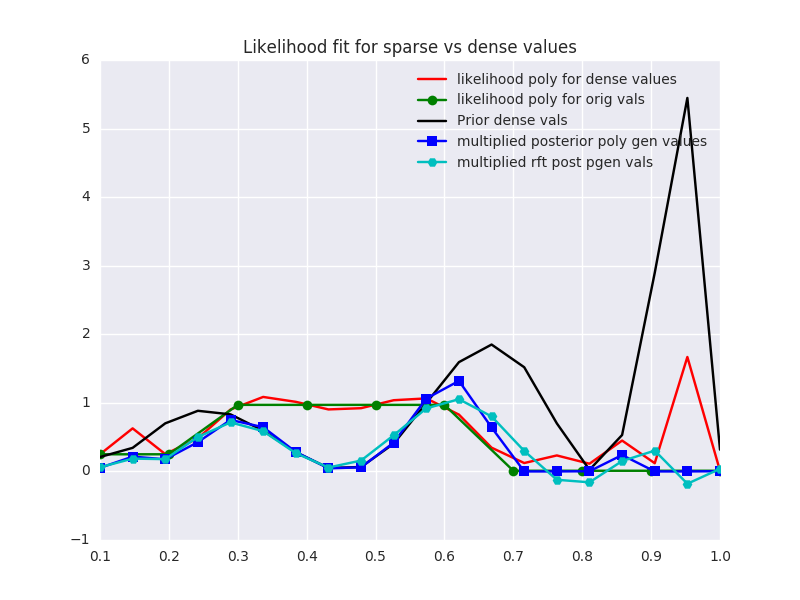 Likelihood fit for sparse vs dense values
6
likelihood poly for dense values
likelihood poly for orig vals
Prior dense vals
multiplied posterior poly gen values
multiplied rft post pgen vals
5
4
3
2
1
0
−1
0.1 0.2 0.3 0.4 0.5 0.6 0.7 0.8 0.9 1.0